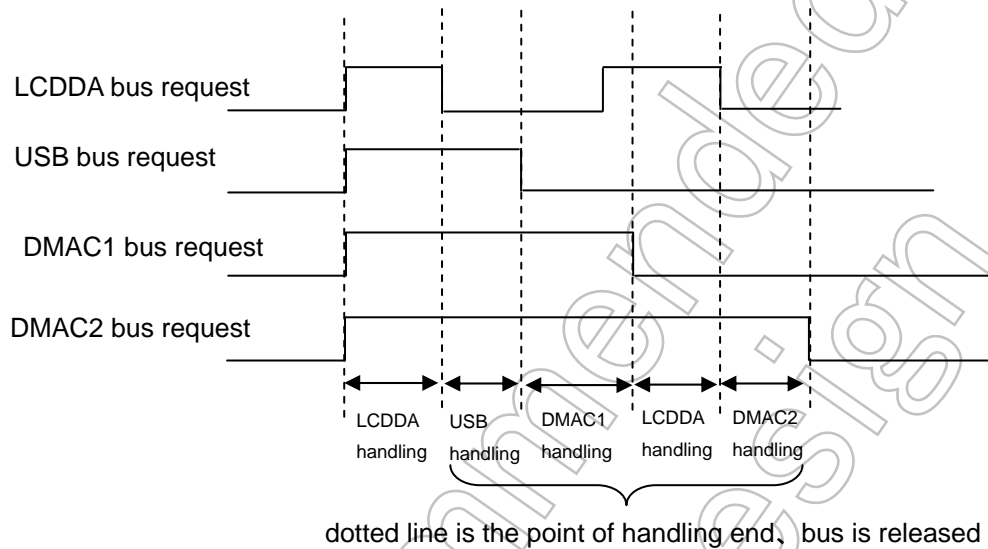 LCDDA bus request
USB bus request
DMAC1 bus request
DMAC2 bus request
LCDDA handling
USB handling
DMAC1 handling
LCDDA handling
DMAC2 handling
dotted line is the point of handling end、bus is released